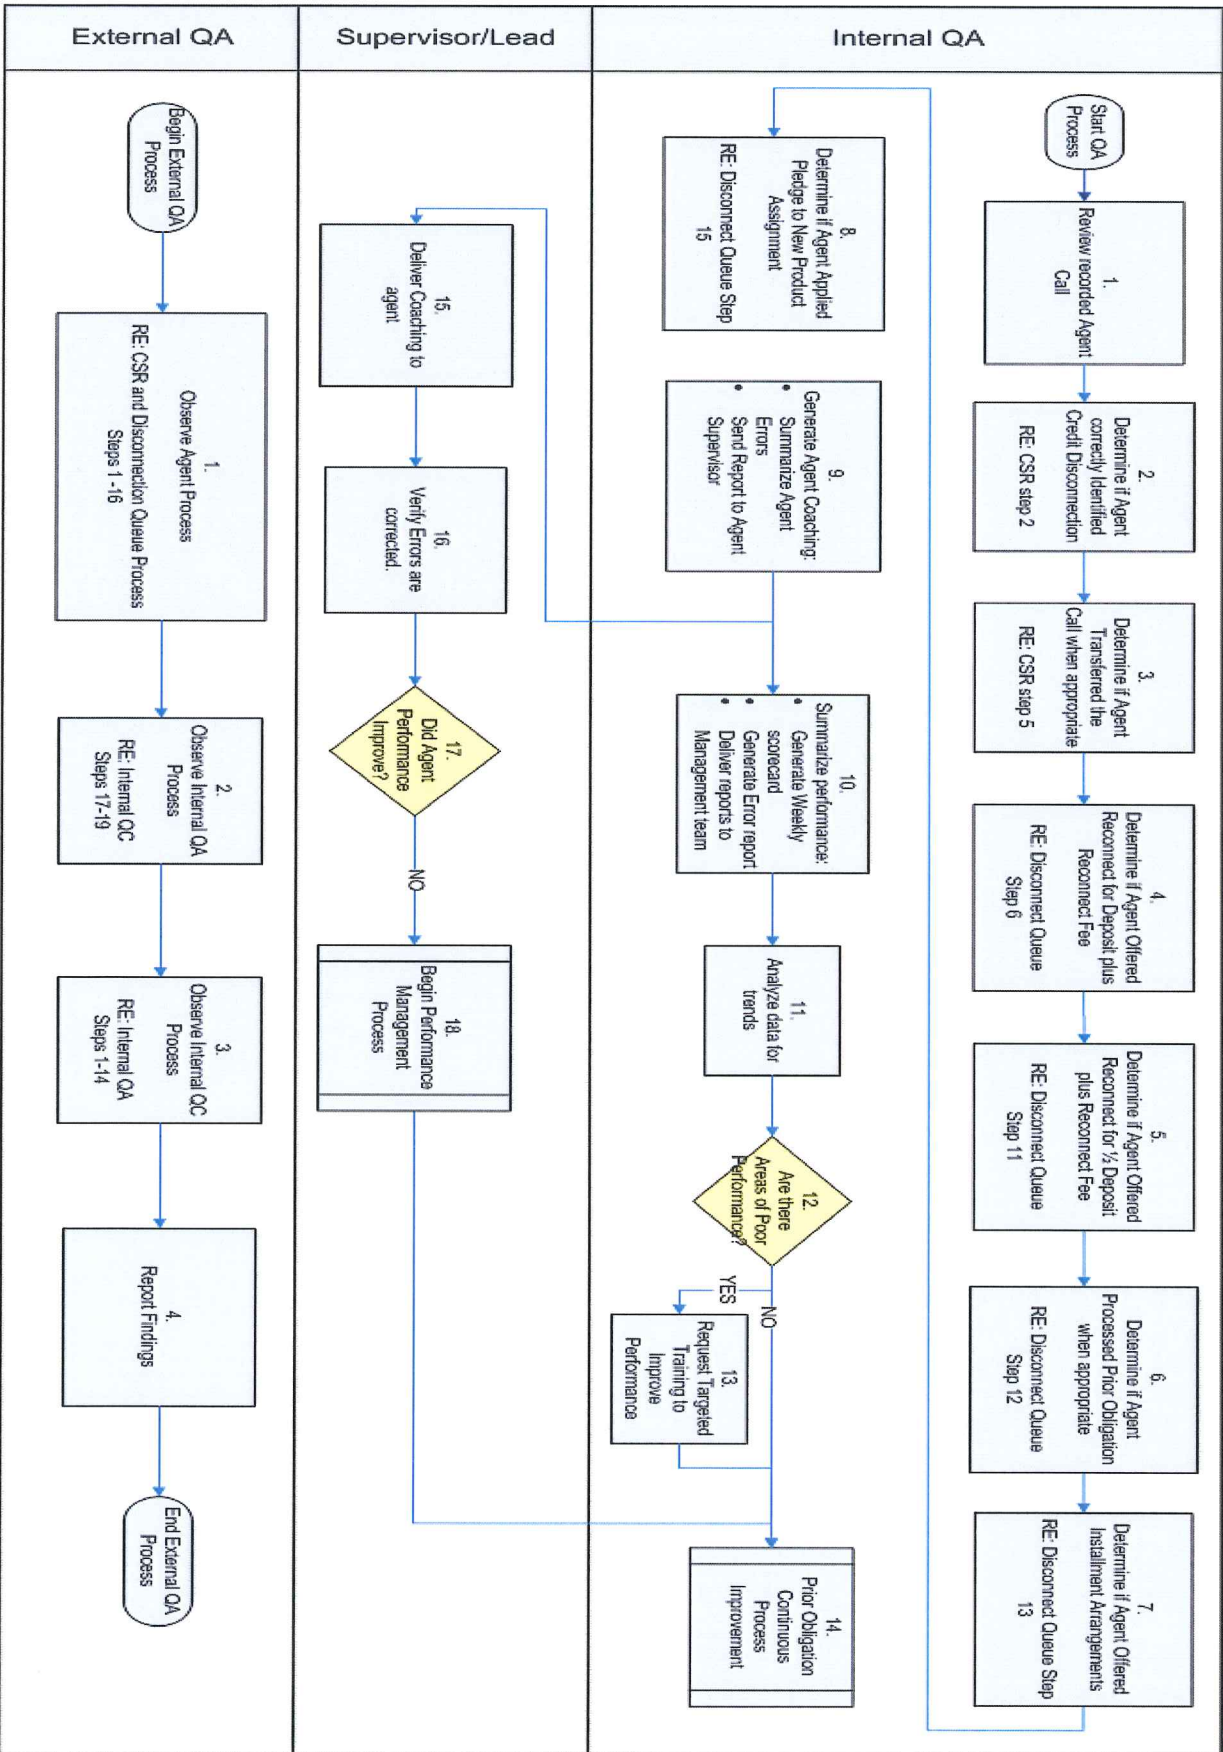 Internal QA
Start QA
Process
1.
Review recorded Agent
Call
2.
Determine if Agent
correctly Identified
Credit Disconnection
RE: CSR step 2
3.
Determine if Agent
Transferred the
Call when appropriate
RE: CSR step 5
4.
Determine if Agent Offered
Reconnect for Deposit plus
Reconnect Fee
RE: Disconnect Queue
Step 6
5.
Determine if Agent Offered
Reconnect for ½ Deposit
plus Reconnect Fee
RE: Disconnect Queue
Step 11
6.
Determine if Agent
Processed Prior Obligation
when appropriate
RE: Disconnect Queue
Step 12
7.
Determine if Agent Offered
Installment Arrangements
RE: Disconnect Queue Step
13
8.
Determine if Agent Applied
Pledge to New Product
Assignment
RE: Disconnect Queue Step
15
9.
Generate Agent Coaching:
• Summarize Agent
Errors
• Send Report to Agent
Supervisor
10.
Summarize performance:
• Generate Weekly
scorecard
• Generate Error report
• Deliver reports to
Management team
11.
Analyze data for
trends
12.
Are there
Areas of Poor
Performance?
NO
YES
13.
Request Targeted
Training to
Improve
Performance
14.
Prior Obligation
Continuous
Process
Improvement
Supervisor/Lead
15.
Deliver Coaching to
agent
16.
Verify Errors are
corrected.
17.
Did Agent
Performance
Improve?
NO
18.
Begin Performance
Management
Process
External QA
Begin External QA
Process
1.
Observe Agent Process
RE: CSR and Disconnection Queue Process
Steps 1 -16
2.
Observe Internal QA
Process
RE: Internal QC
Steps 17-19
3.
Observe Internal QC
Process
RE: Internal QA
Steps 1-14
4.
Report Findings
End External QA
Process